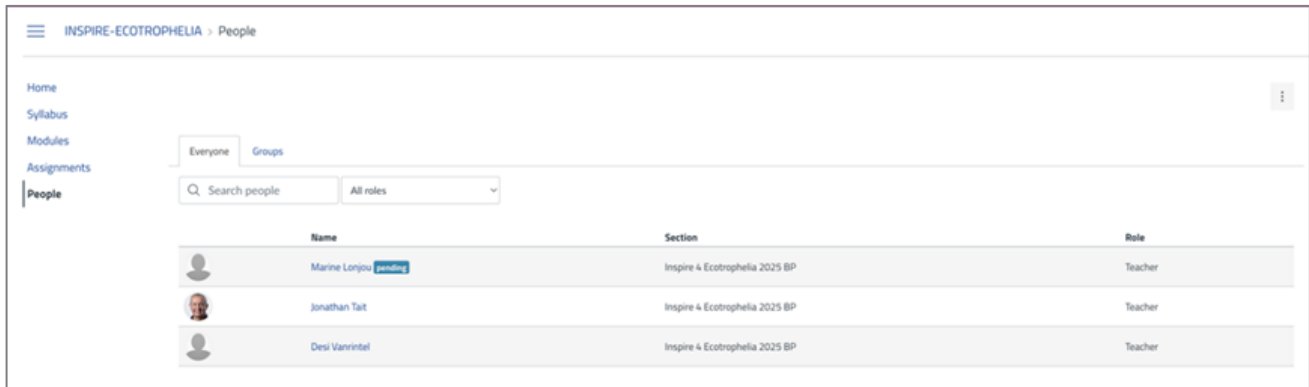 INSPIRE-ECOTROPHELIA > People
Home
Syllabus
Modules
Assignments
People
Everyone Groups
Search people All roles
Name Section Role
Marine Lonjou pending Inspire 4 Ecotrophelia 2025 BP Teacher
Jonathan Tait Inspire 4 Ecotrophelia 2025 BP Teacher
Desi Vanrintel Inspire 4 Ecotrophelia 2025 BP Teacher